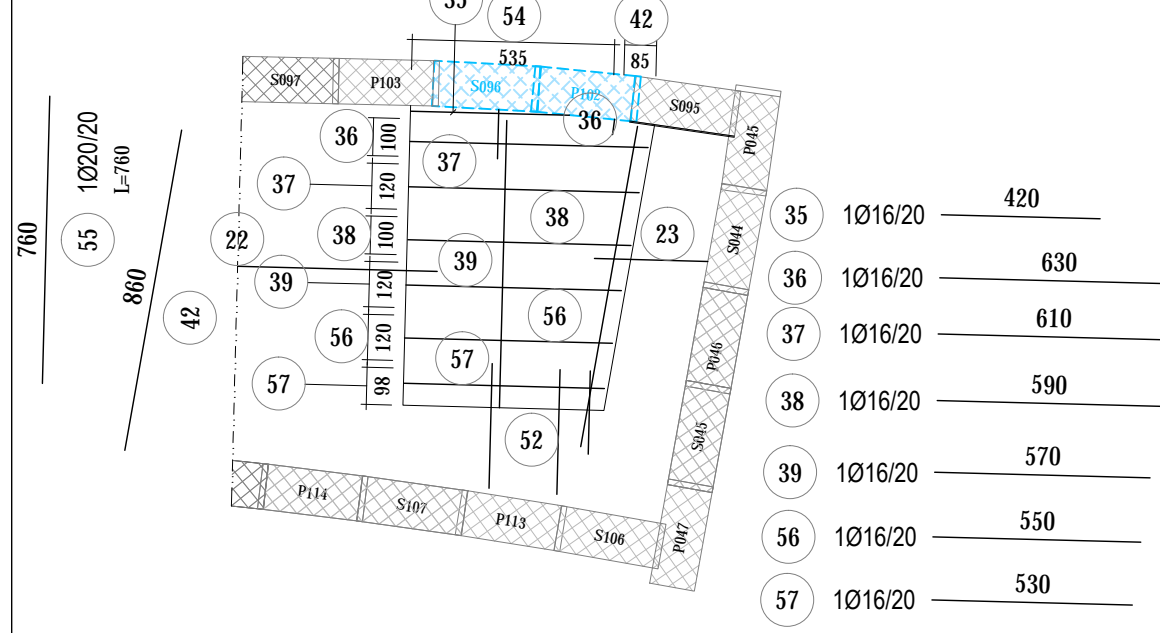 35
54
42
535
85
S097
P103
S096
P102
S095
P045
36
100
36
37
37
120
38
38
100
22
39
23
S044
39
120
56
56
120
P046
57
57
98
52
S045
P114
S107
P113
S106
P047
760
55
1Ø20/20
L=760
860
42
35 1Ø16/20 420
36 1Ø16/20 630
37 1Ø16/20 610
38 1Ø16/20 590
39 1Ø16/20 570
56 1Ø16/20 550
57 1Ø16/20 530